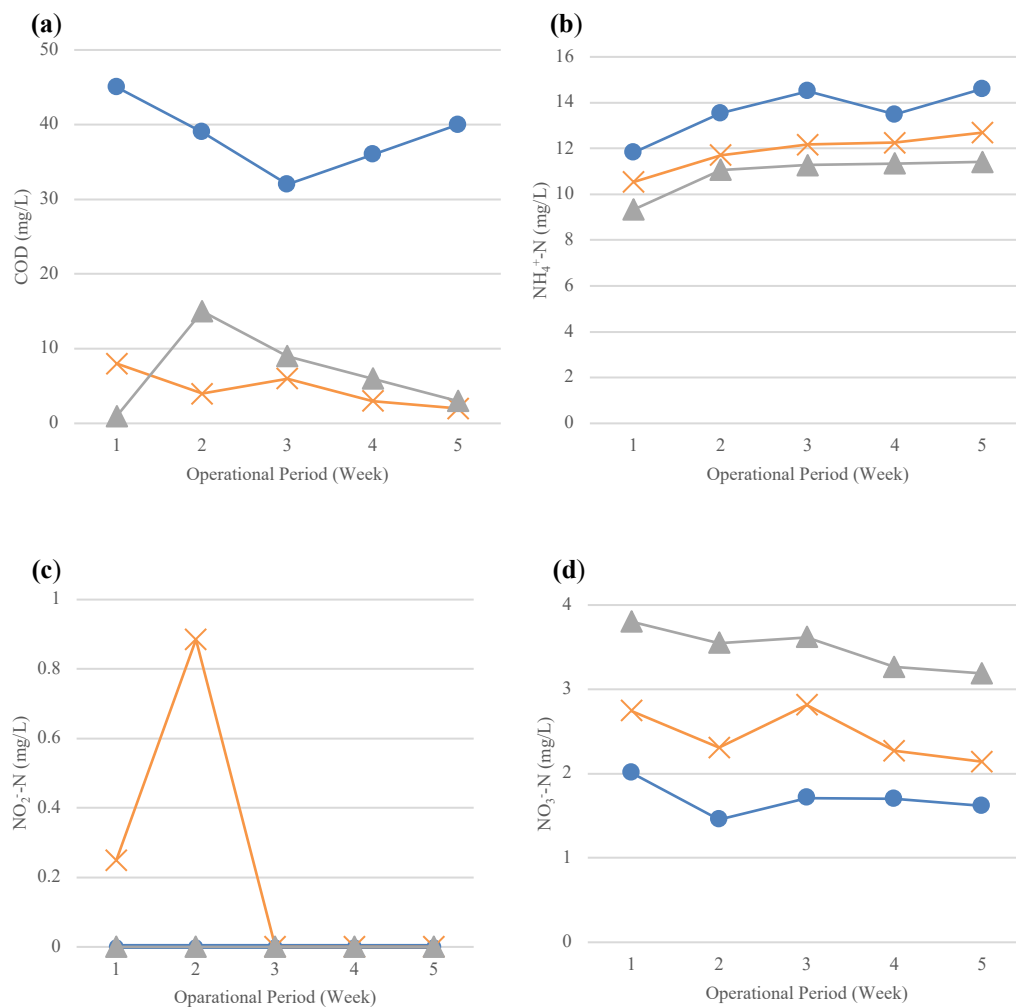 (a)
50
40
30
20
10
0
COD (mg/L)
1 2 3 4 5
Operational Period (Week)
(b)
16
14
12
10
8
6
4
2
0
NH₄⁺-N (mg/L)
1 2 3 4 5
Operational Period (Week)
(c)
1
0.8
0.6
0.4
0.2
0
NO₂⁻-N (mg/L)
1 2 3 4 5
Oparational Period (Week)
(d)
4
3
2
1
0
NO₃⁻-N (mg/L)
1 2 3 4 5
Oparational Period (Week)